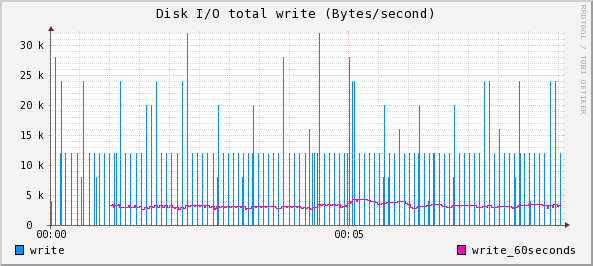 Disk I/O total write (Bytes/second)
RRDTOOL / TOBI OETIKER
30 k
25 k
20 k
15 k
10 k
5 k
0
00:00 00:05
write write_60seconds